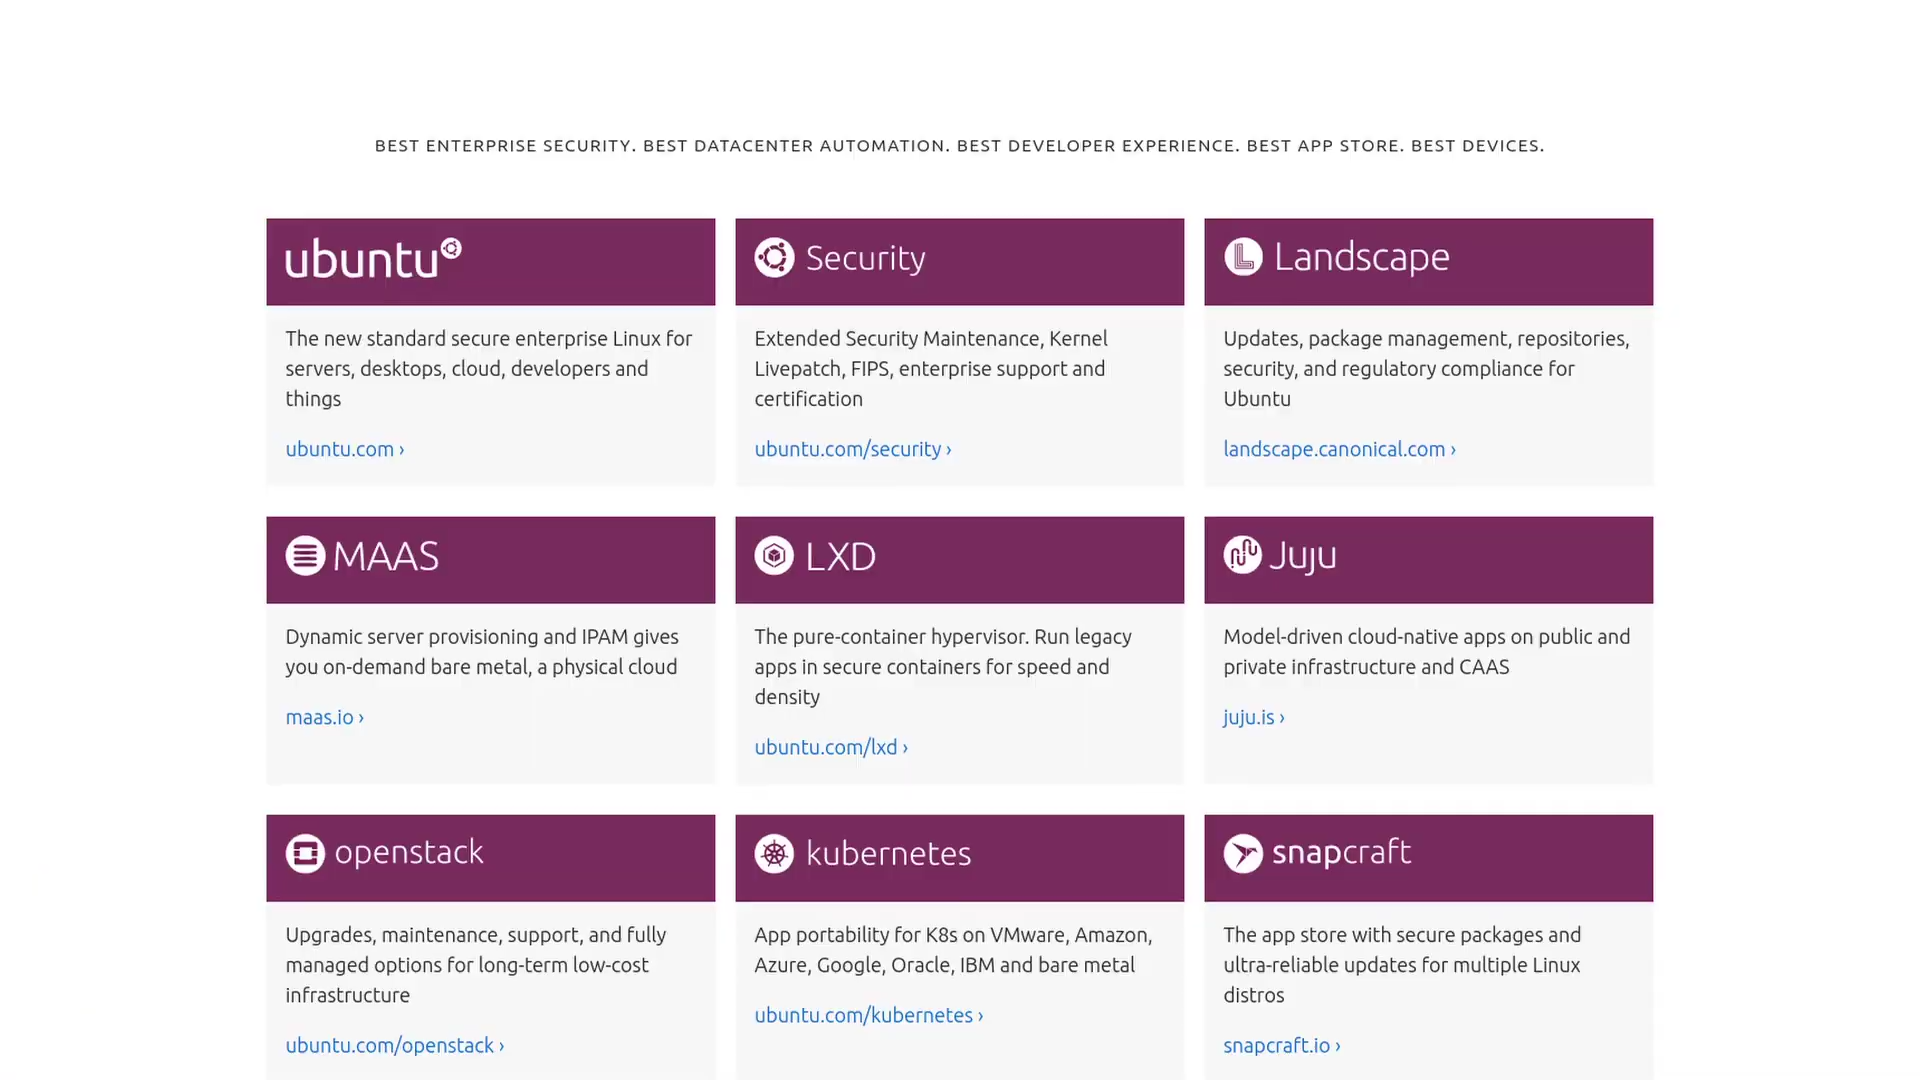 BEST ENTERPRISE SECURITY. BEST DATACENTER AUTOMATION. BEST DEVELOPER EXPERIENCE. BEST APP STORE. BEST DEVICES.
ubuntu
The new standard secure enterprise Linux for
servers, desktops, cloud, developers and
things
ubuntu.com ›
Security
Extended Security Maintenance, Kernel
Livepatch, FIPS, enterprise support and
certification
ubuntu.com/security ›
Landscape
Updates, package management, repositories,
security, and regulatory compliance for
Ubuntu
landscape.canonical.com ›
MAAS
Dynamic server provisioning and IPAM gives
you on-demand bare metal, a physical cloud
maas.io ›
LXD
The pure-container hypervisor. Run legacy
apps in secure containers for speed and
density
ubuntu.com/lxd ›
Juju
Model-driven cloud-native apps on public and
private infrastructure and CAAS
juju.is ›
openstack
Upgrades, maintenance, support, and fully
managed options for long-term low-cost
infrastructure
ubuntu.com/openstack ›
kubernetes
App portability for K8s on VMware, Amazon,
Azure, Google, Oracle, IBM and bare metal
ubuntu.com/kubernetes ›
snapcraft
The app store with secure packages and
ultra-reliable updates for multiple Linux
distros
snapcraft.io ›